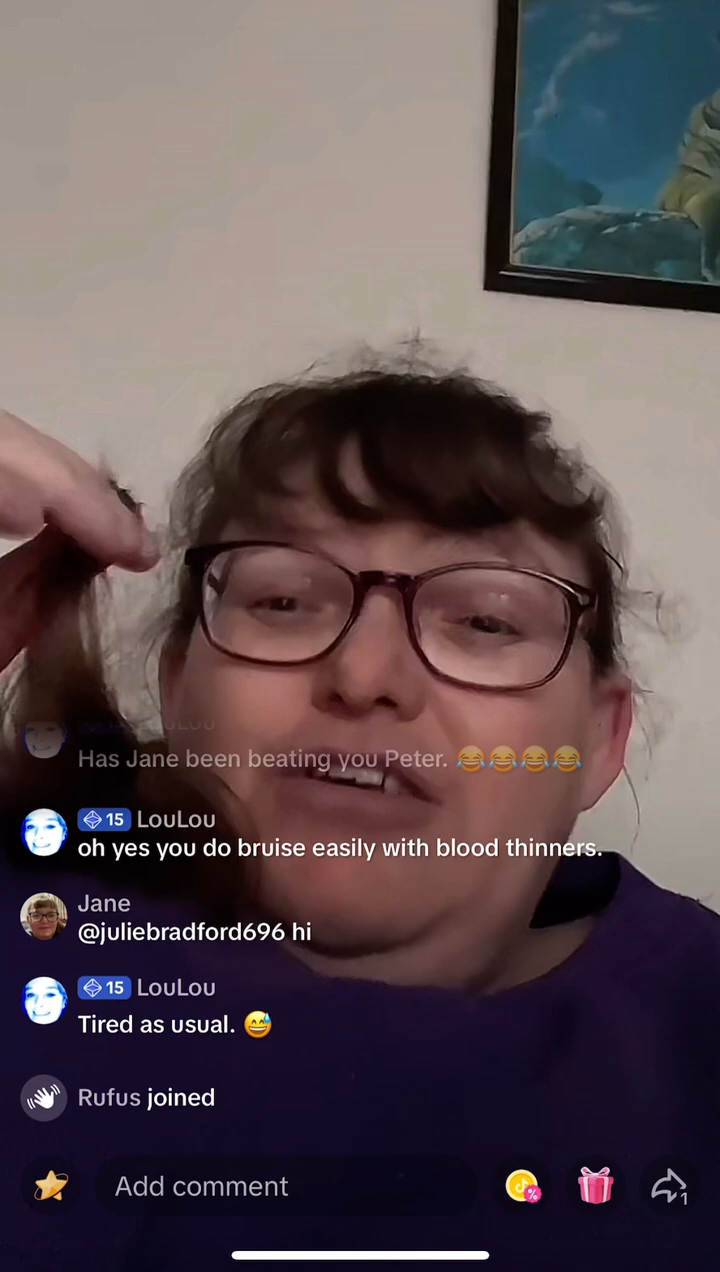 Has Jane been beating you Peter. 😂😂😂😂
15 LouLou
oh yes you do bruise easily with blood thinners.
Jane
@juliebradford696 hi
15 LouLou
Tired as usual. 😅
Rufus joined
Add comment
1